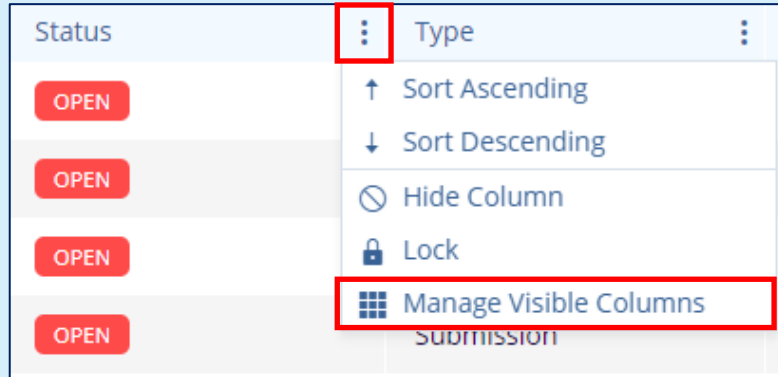 Status Type
OPEN
Sort Ascending
Sort Descending
OPEN
Hide Column
OPEN
Lock
Manage Visible Columns
OPEN
Submission